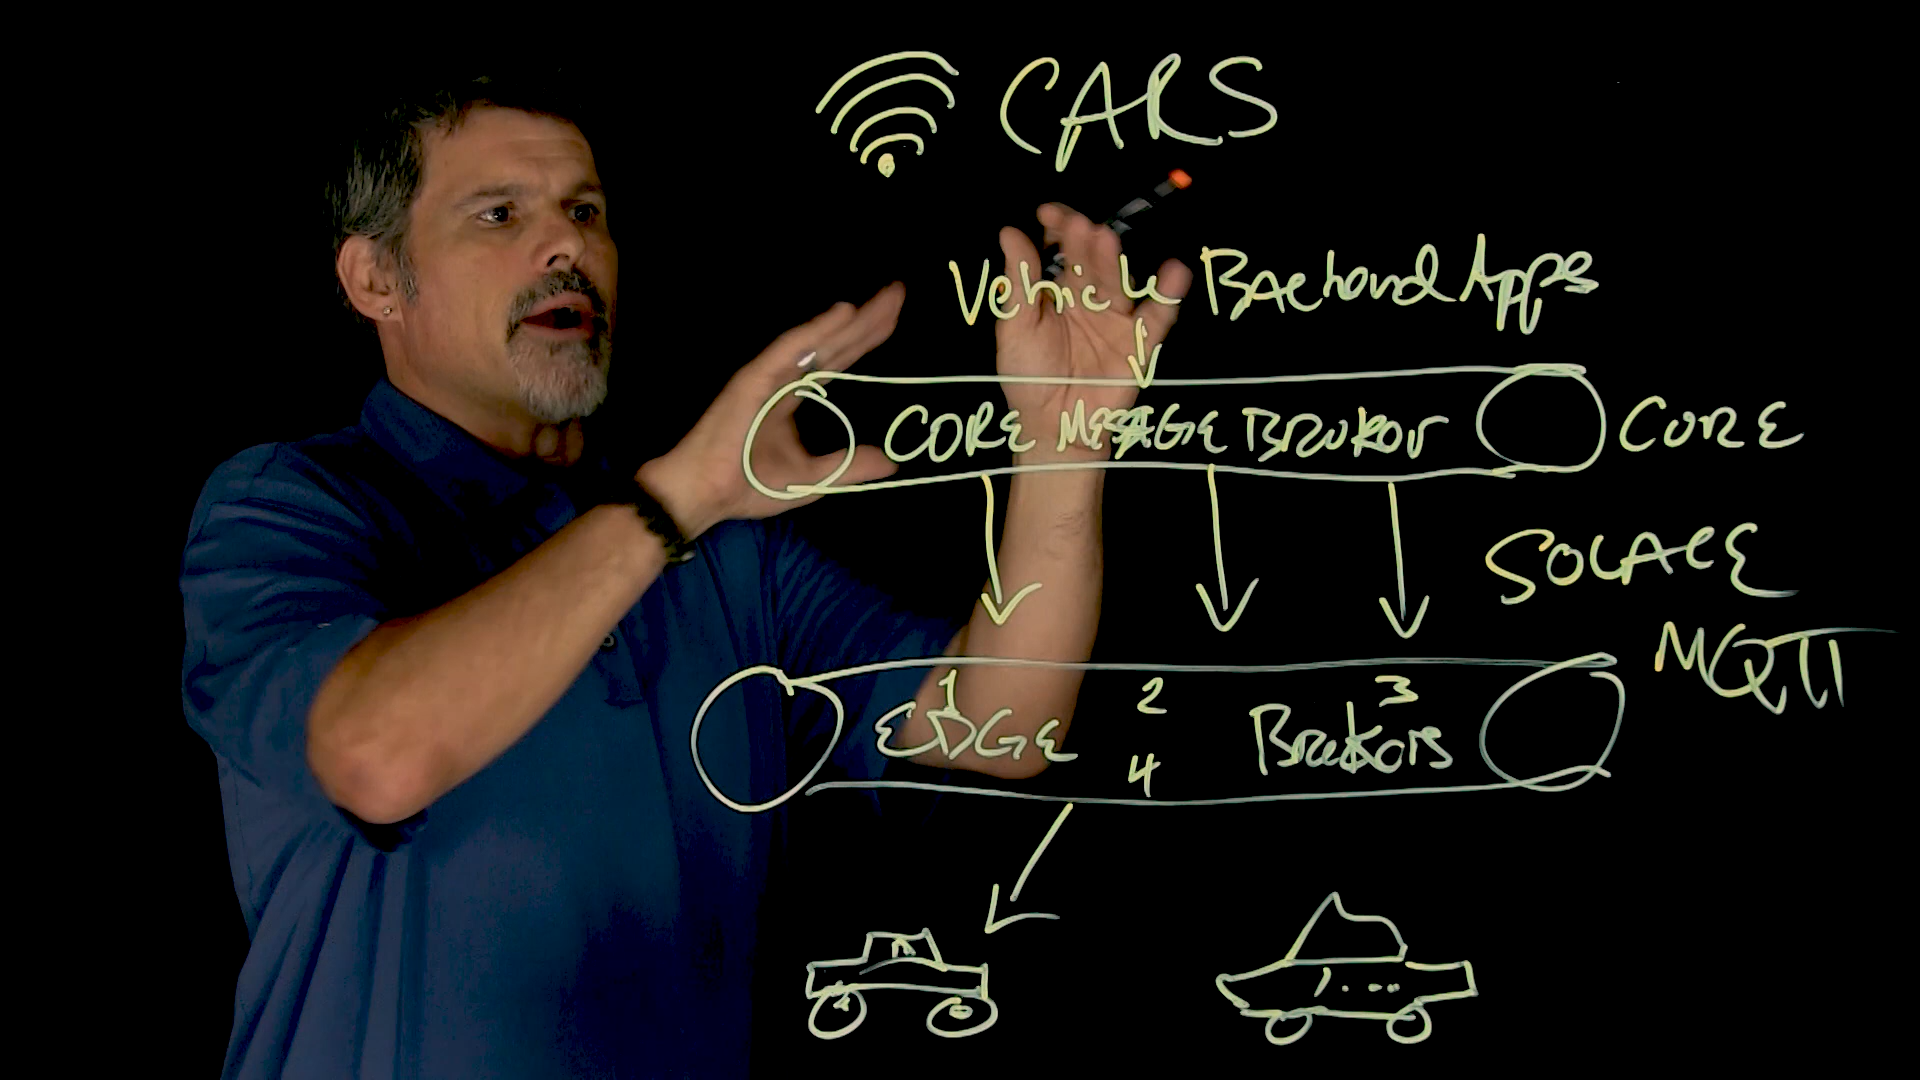 CARS
Vehicle Backend Apps
CORE MESSAGE BROKER CORE
SOLACE
MQTT
1 2 3
EDGE Brokers
4